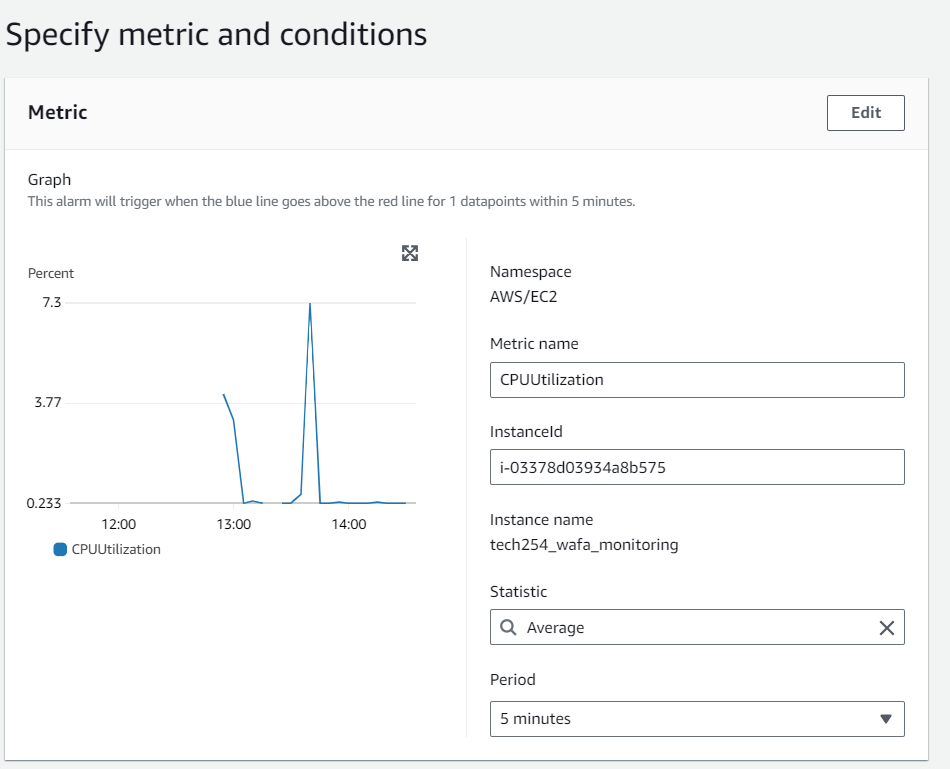 Specify metric and conditions
Metric
Edit
Graph
This alarm will trigger when the blue line goes above the red line for 1 datapoints within 5 minutes.
Percent
7.3
3.77
0.233
12:00
13:00
14:00
CPUUtilization
Namespace
AWS/EC2
Metric name
CPUUtilization
InstanceId
i-03378d03934a8b575
Instance name
tech254_wafa_monitoring
Statistic
Average
Period
5 minutes